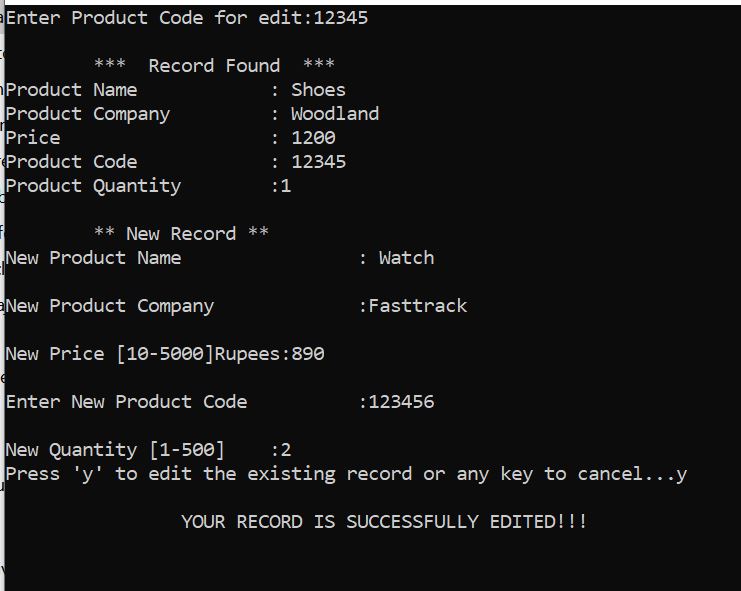 Enter Product Code for edit:12345
*** Record Found ***
Product Name : Shoes
Product Company : Woodland
Price : 1200
Product Code : 12345
Product Quantity :1
** New Record **
New Product Name : Watch
New Product Company :Fasttrack
New Price [10-5000]Rupees:890
Enter New Product Code :123456
New Quantity [1-500] :2
Press 'y' to edit the existing record or any key to cancel...y
YOUR RECORD IS SUCCESSFULLY EDITED!!!